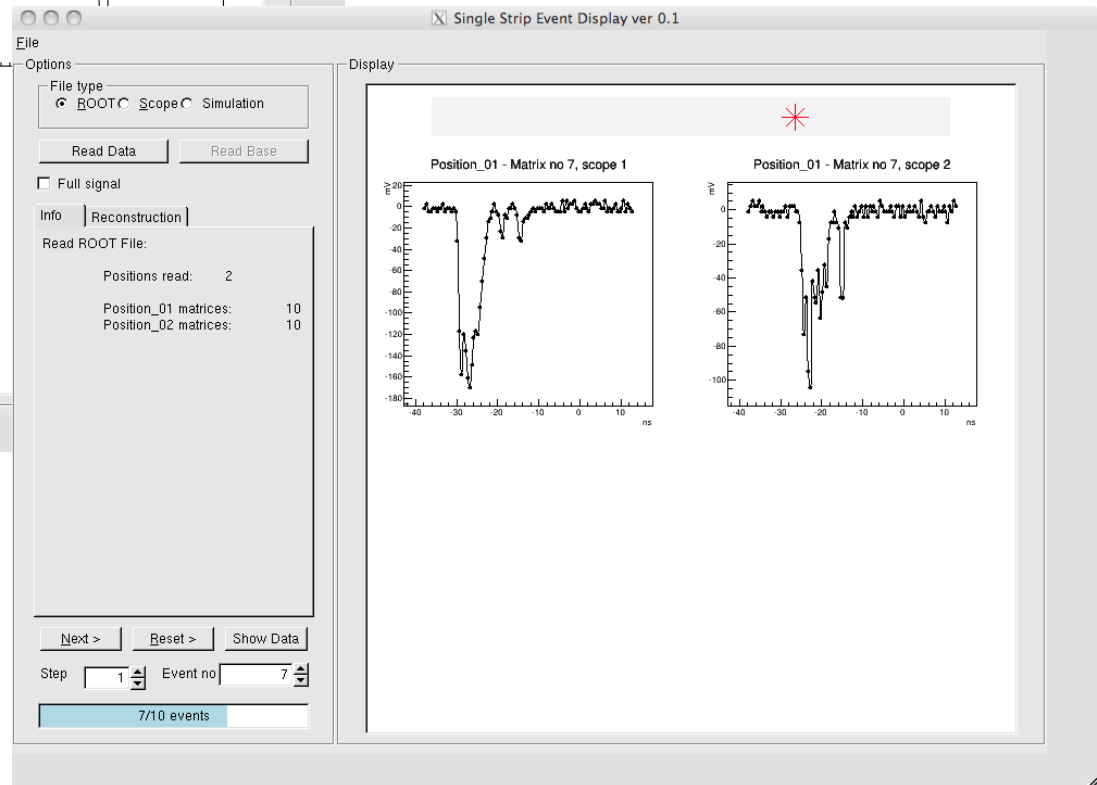 Single Strip Event Display ver 0.1
File
Options
File type
ROOT Scope Simulation
Read Data Read Base
Full signal
Info Reconstruction
Read ROOT File:
Positions read: 2
Position_01 matrices: 10
Position_02 matrices: 10
Next > Reset > Show Data
Step 1 Event no 7
7/10 events
Display
Position_01 - Matrix no 7, scope 1
mV
20
0
-20
-40
-60
-80
-100
-120
-140
-160
-180
-40 -30 -20 -10 0 10
ns
Position_01 - Matrix no 7, scope 2
mV
0
-20
-40
-60
-80
-100
-40 -30 -20 -10 0 10
ns